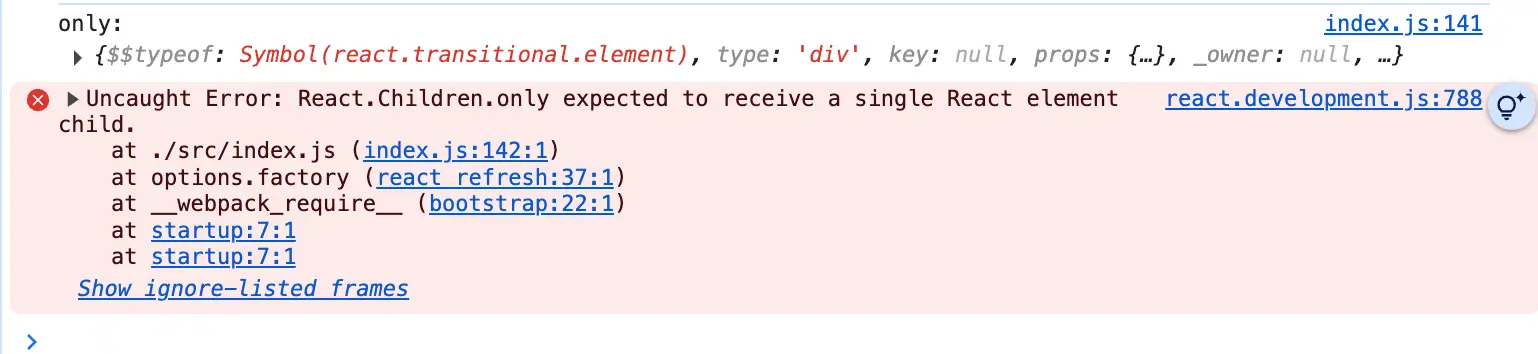 only: index.js:141
▶ {$$typeof: Symbol(react.transitional.element), type: 'div', key: null, props: {…}, _owner: null, …}
▶ Uncaught Error: React.Children.only expected to receive a single React element react.development.js:788
child.
at ./src/index.js (index.js:142:1)
at options.factory (react refresh:37:1)
at __webpack_require__ (bootstrap:22:1)
at startup:7:1
at startup:7:1
Show ignore-listed frames